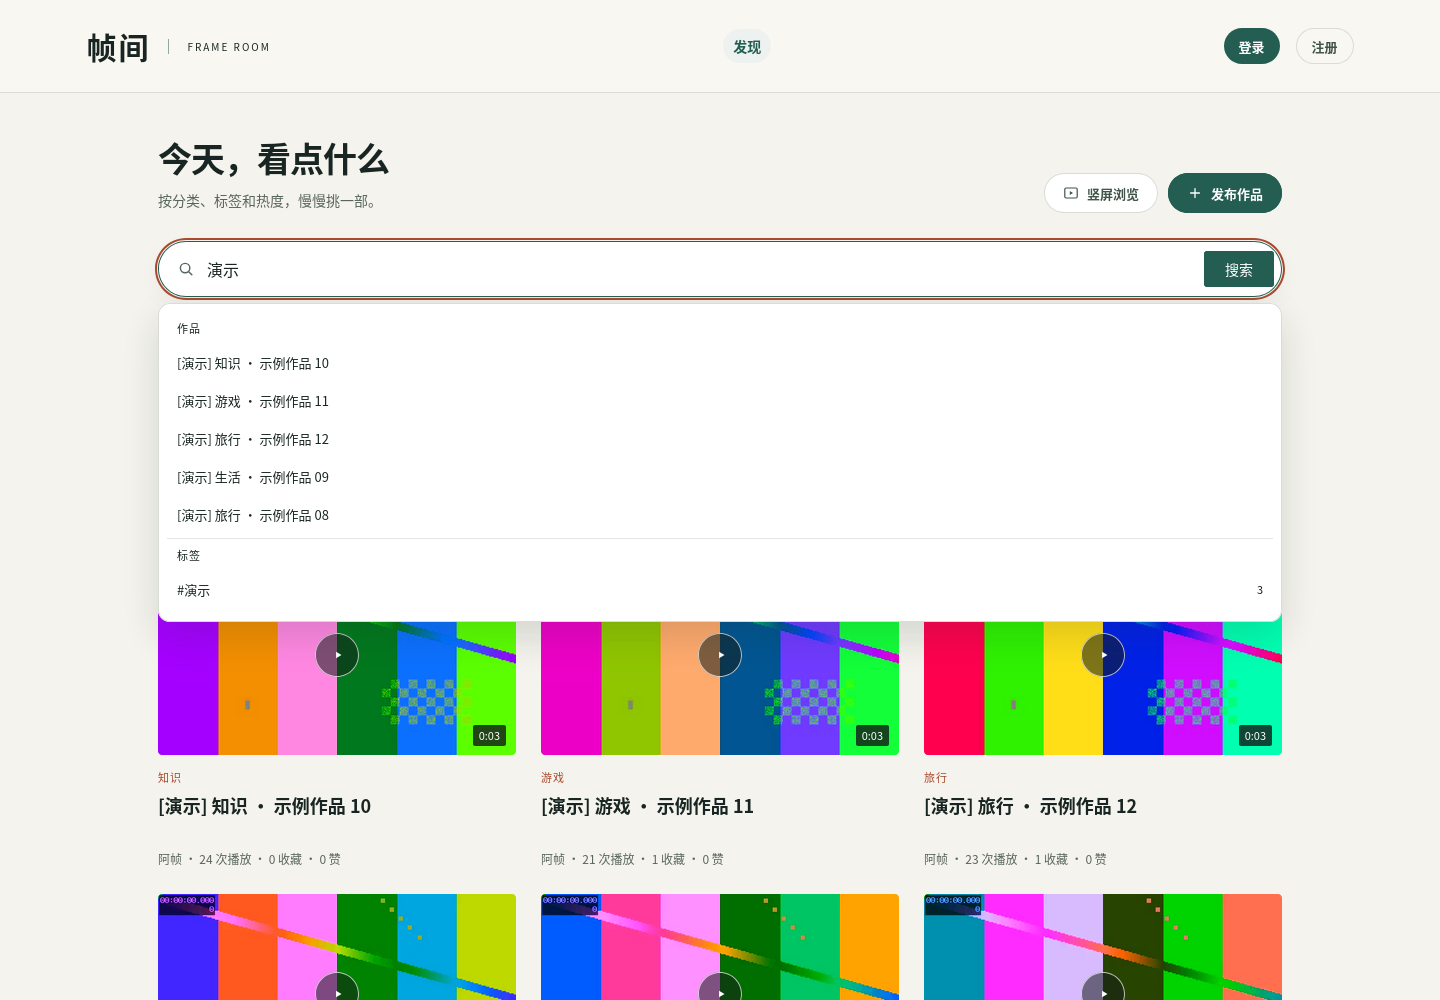 帧间
FRAME ROOM
发现
登录
注册
今天，看点什么
按分类、标签和热度，慢慢挑一部。
竖屏浏览
发布作品
演示
搜索
作品
[演示] 知识 · 示例作品 10
[演示] 游戏 · 示例作品 11
[演示] 旅行 · 示例作品 12
[演示] 生活 · 示例作品 09
[演示] 旅行 · 示例作品 08
标签
#演示 3
0:03
0:03
0:03
知识
[演示] 知识 · 示例作品 10
阿帧 · 24 次播放 · 0 收藏 · 0 赞
游戏
[演示] 游戏 · 示例作品 11
阿帧 · 21 次播放 · 1 收藏 · 0 赞
旅行
[演示] 旅行 · 示例作品 12
阿帧 · 23 次播放 · 1 收藏 · 0 赞
00:00:00.000
0
00:00:00.000
0
00:00:00.000
0